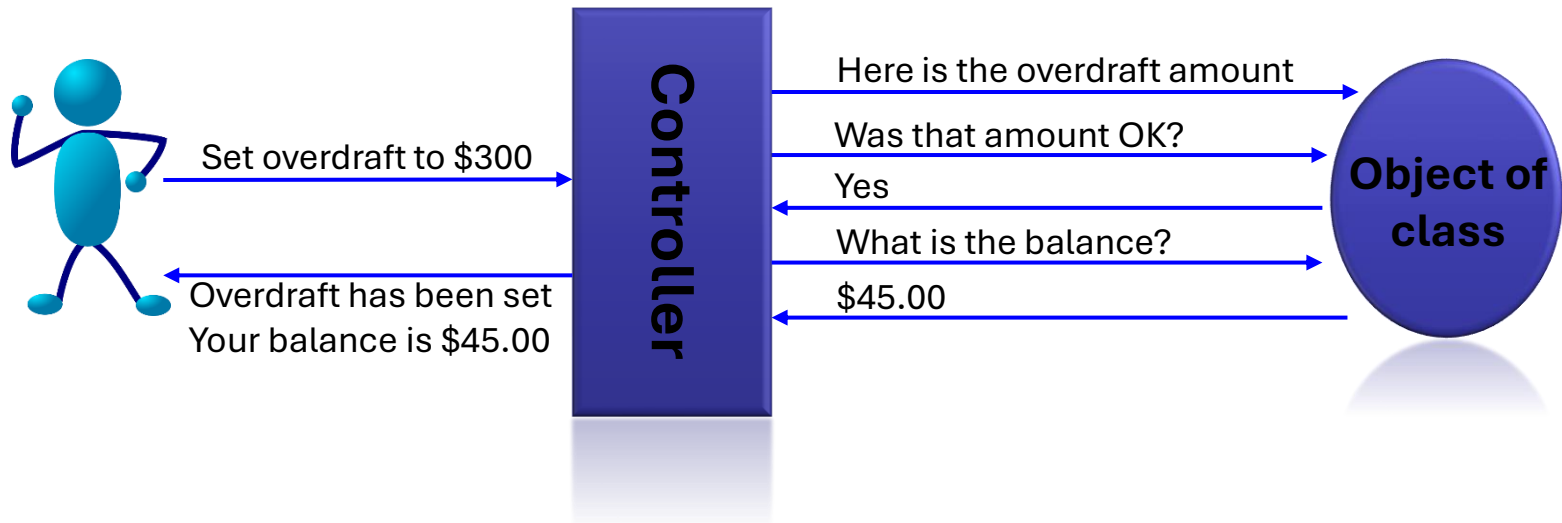 Set overdraft to $300
Overdraft has been set
Your balance is $45.00
Controller
Here is the overdraft amount
Was that amount OK?
Yes
What is the balance?
$45.00
Object of
class